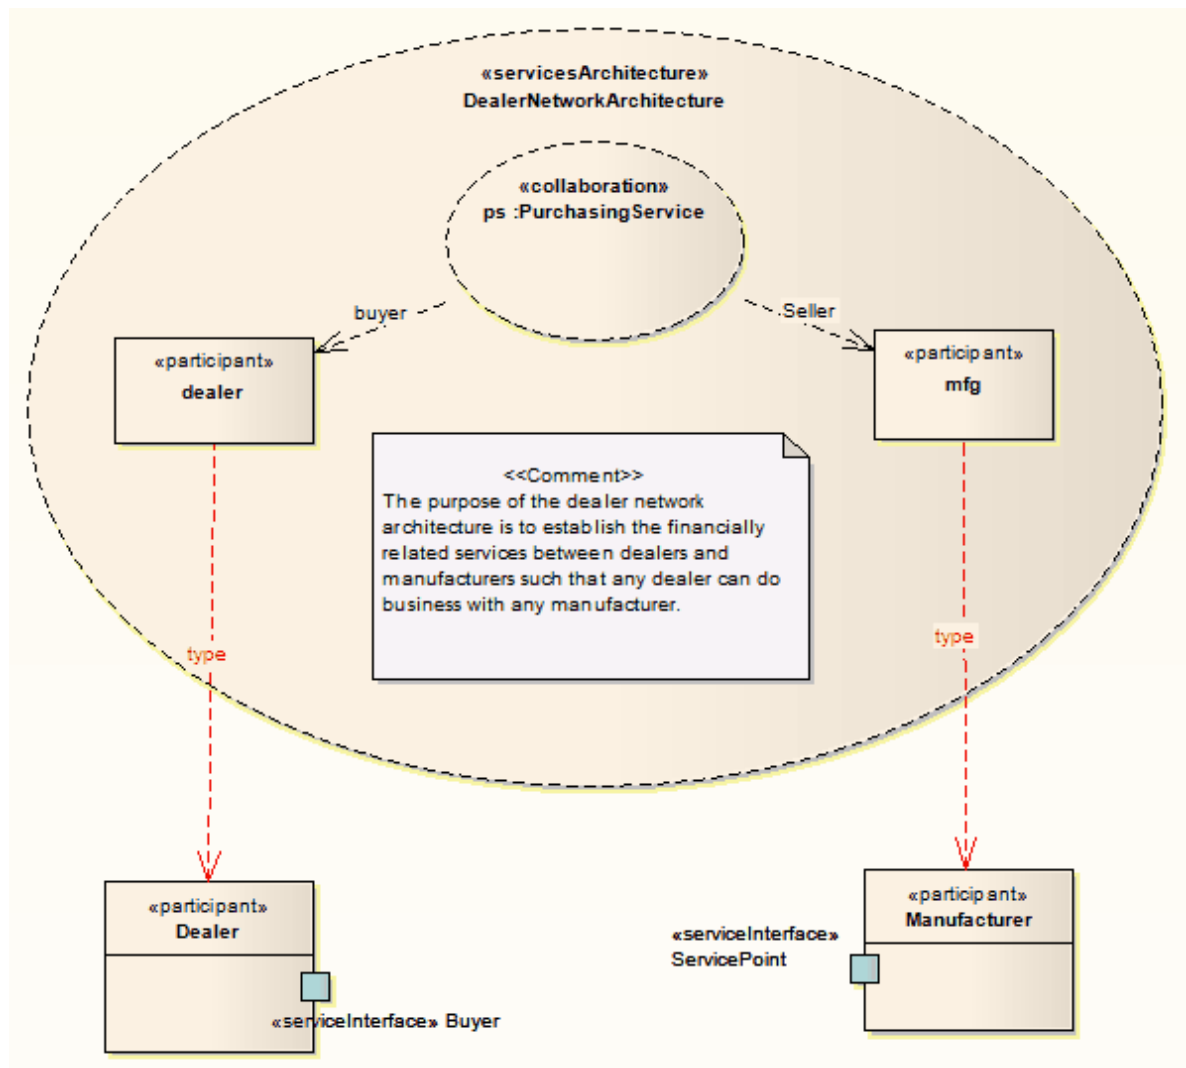 «servicesArchitecture»
DealerNetworkArchitecture
«collaboration»
ps :PurchasingService
buyer
Seller
«participant»
dealer
«participant»
mfg
<<Comment>>
The purpose of the dealer network
architecture is to establish the financially
related services between dealers and
manufacturers such that any dealer can do
business with any manufacturer.
type
type
«participant»
Dealer
«serviceInterface» Buyer
«serviceInterface»
ServicePoint
«participant»
Manufacturer